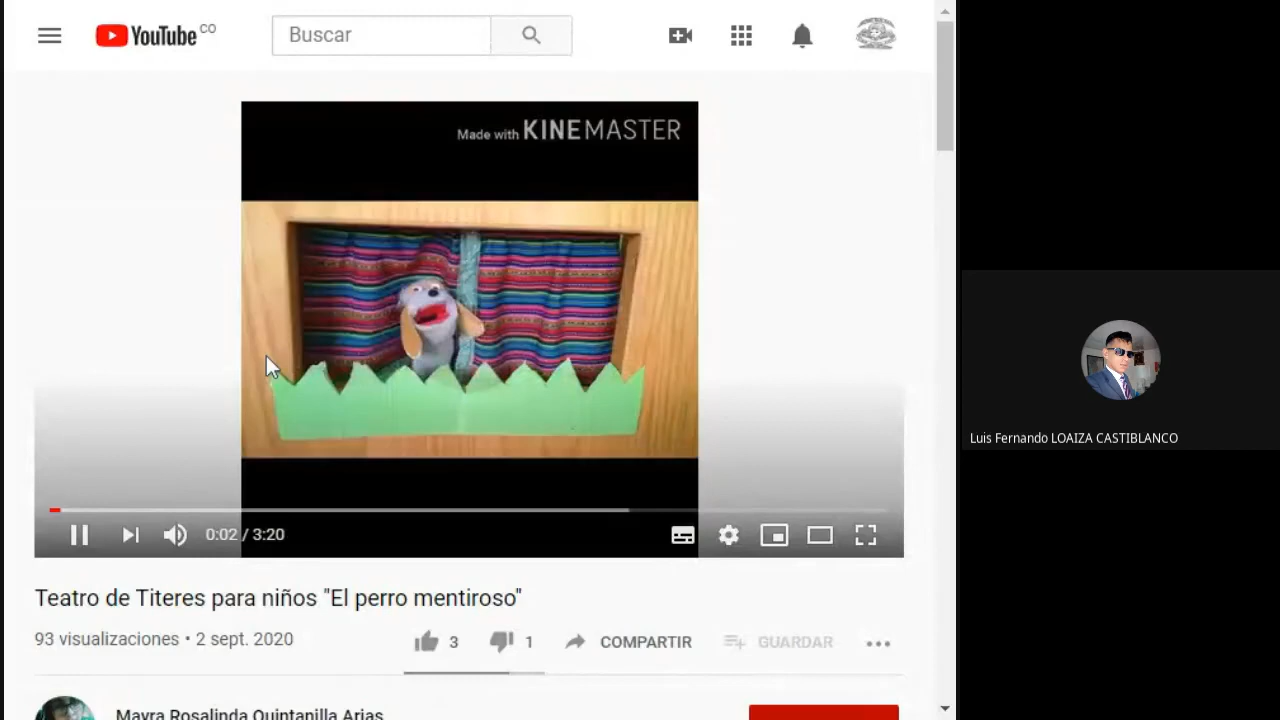 YouTube CO
Buscar
Made with KINEMASTER
0:02 / 3:20
Teatro de Titeres para niños "El perro mentiroso"
93 visualizaciones • 2 sept. 2020
3
1
COMPARTIR
GUARDAR
Mayra Rosalinda Quintanilla Arias
Luis Fernando LOAIZA CASTIBLANCO